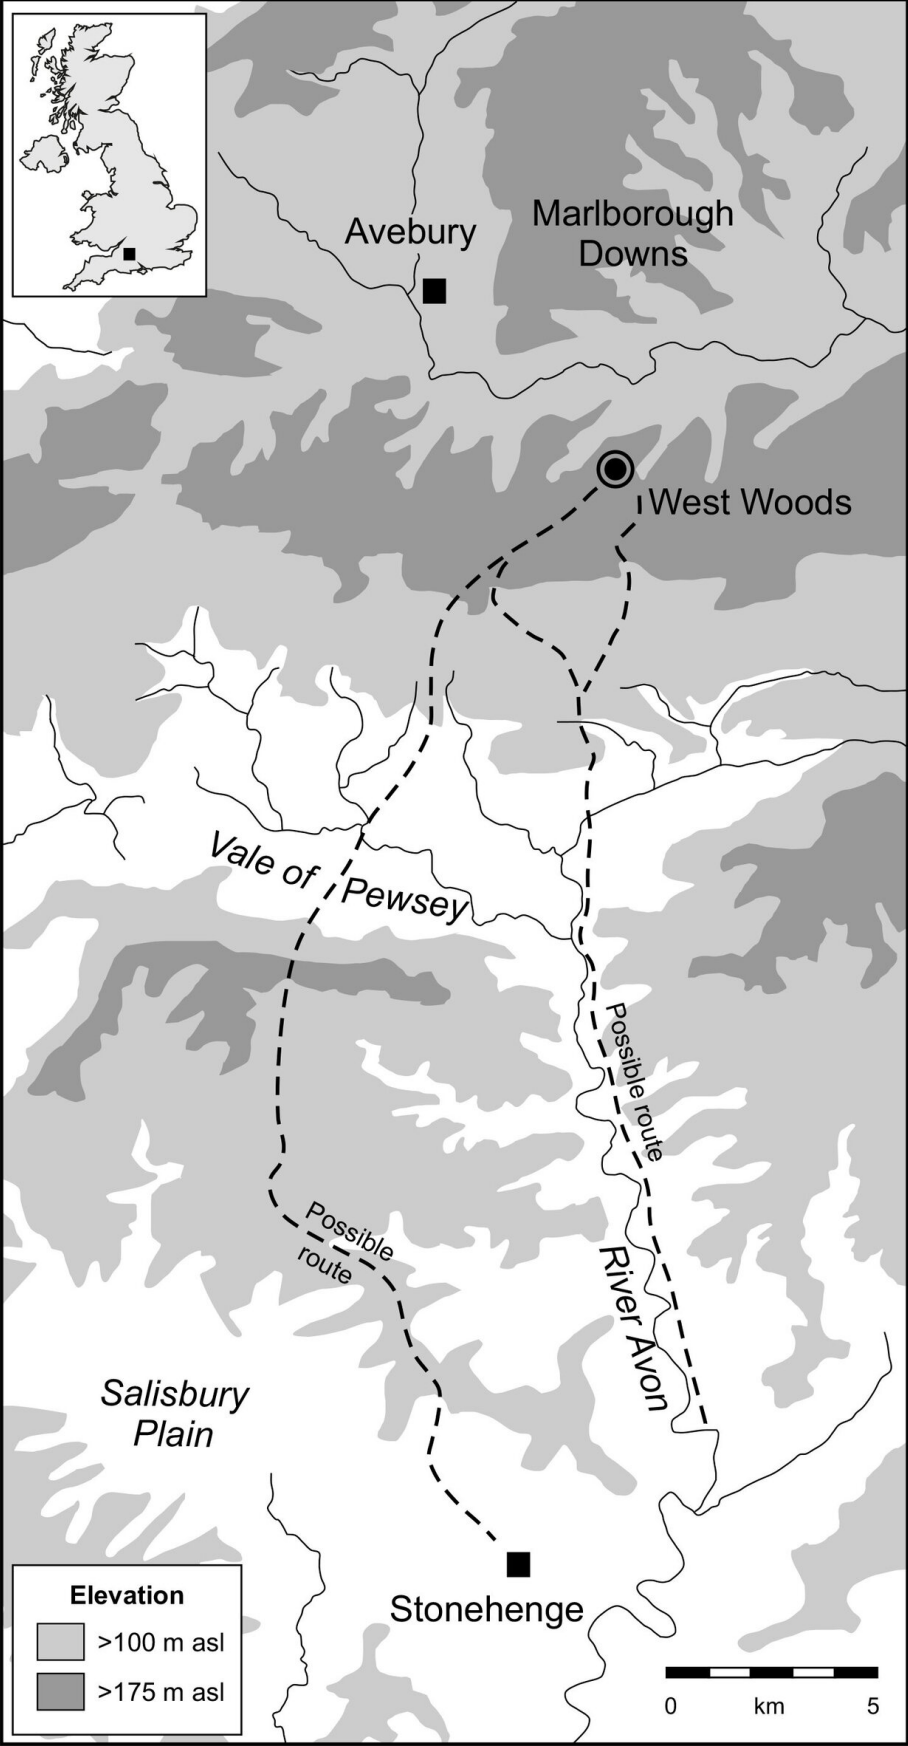 Avebury
Marlborough
Downs
West Woods
Vale of Pewsey
Possible route
Possible
route
River Avon
Salisbury
Plain
Stonehenge
Elevation
>100 m asl
>175 m asl
0 km 5